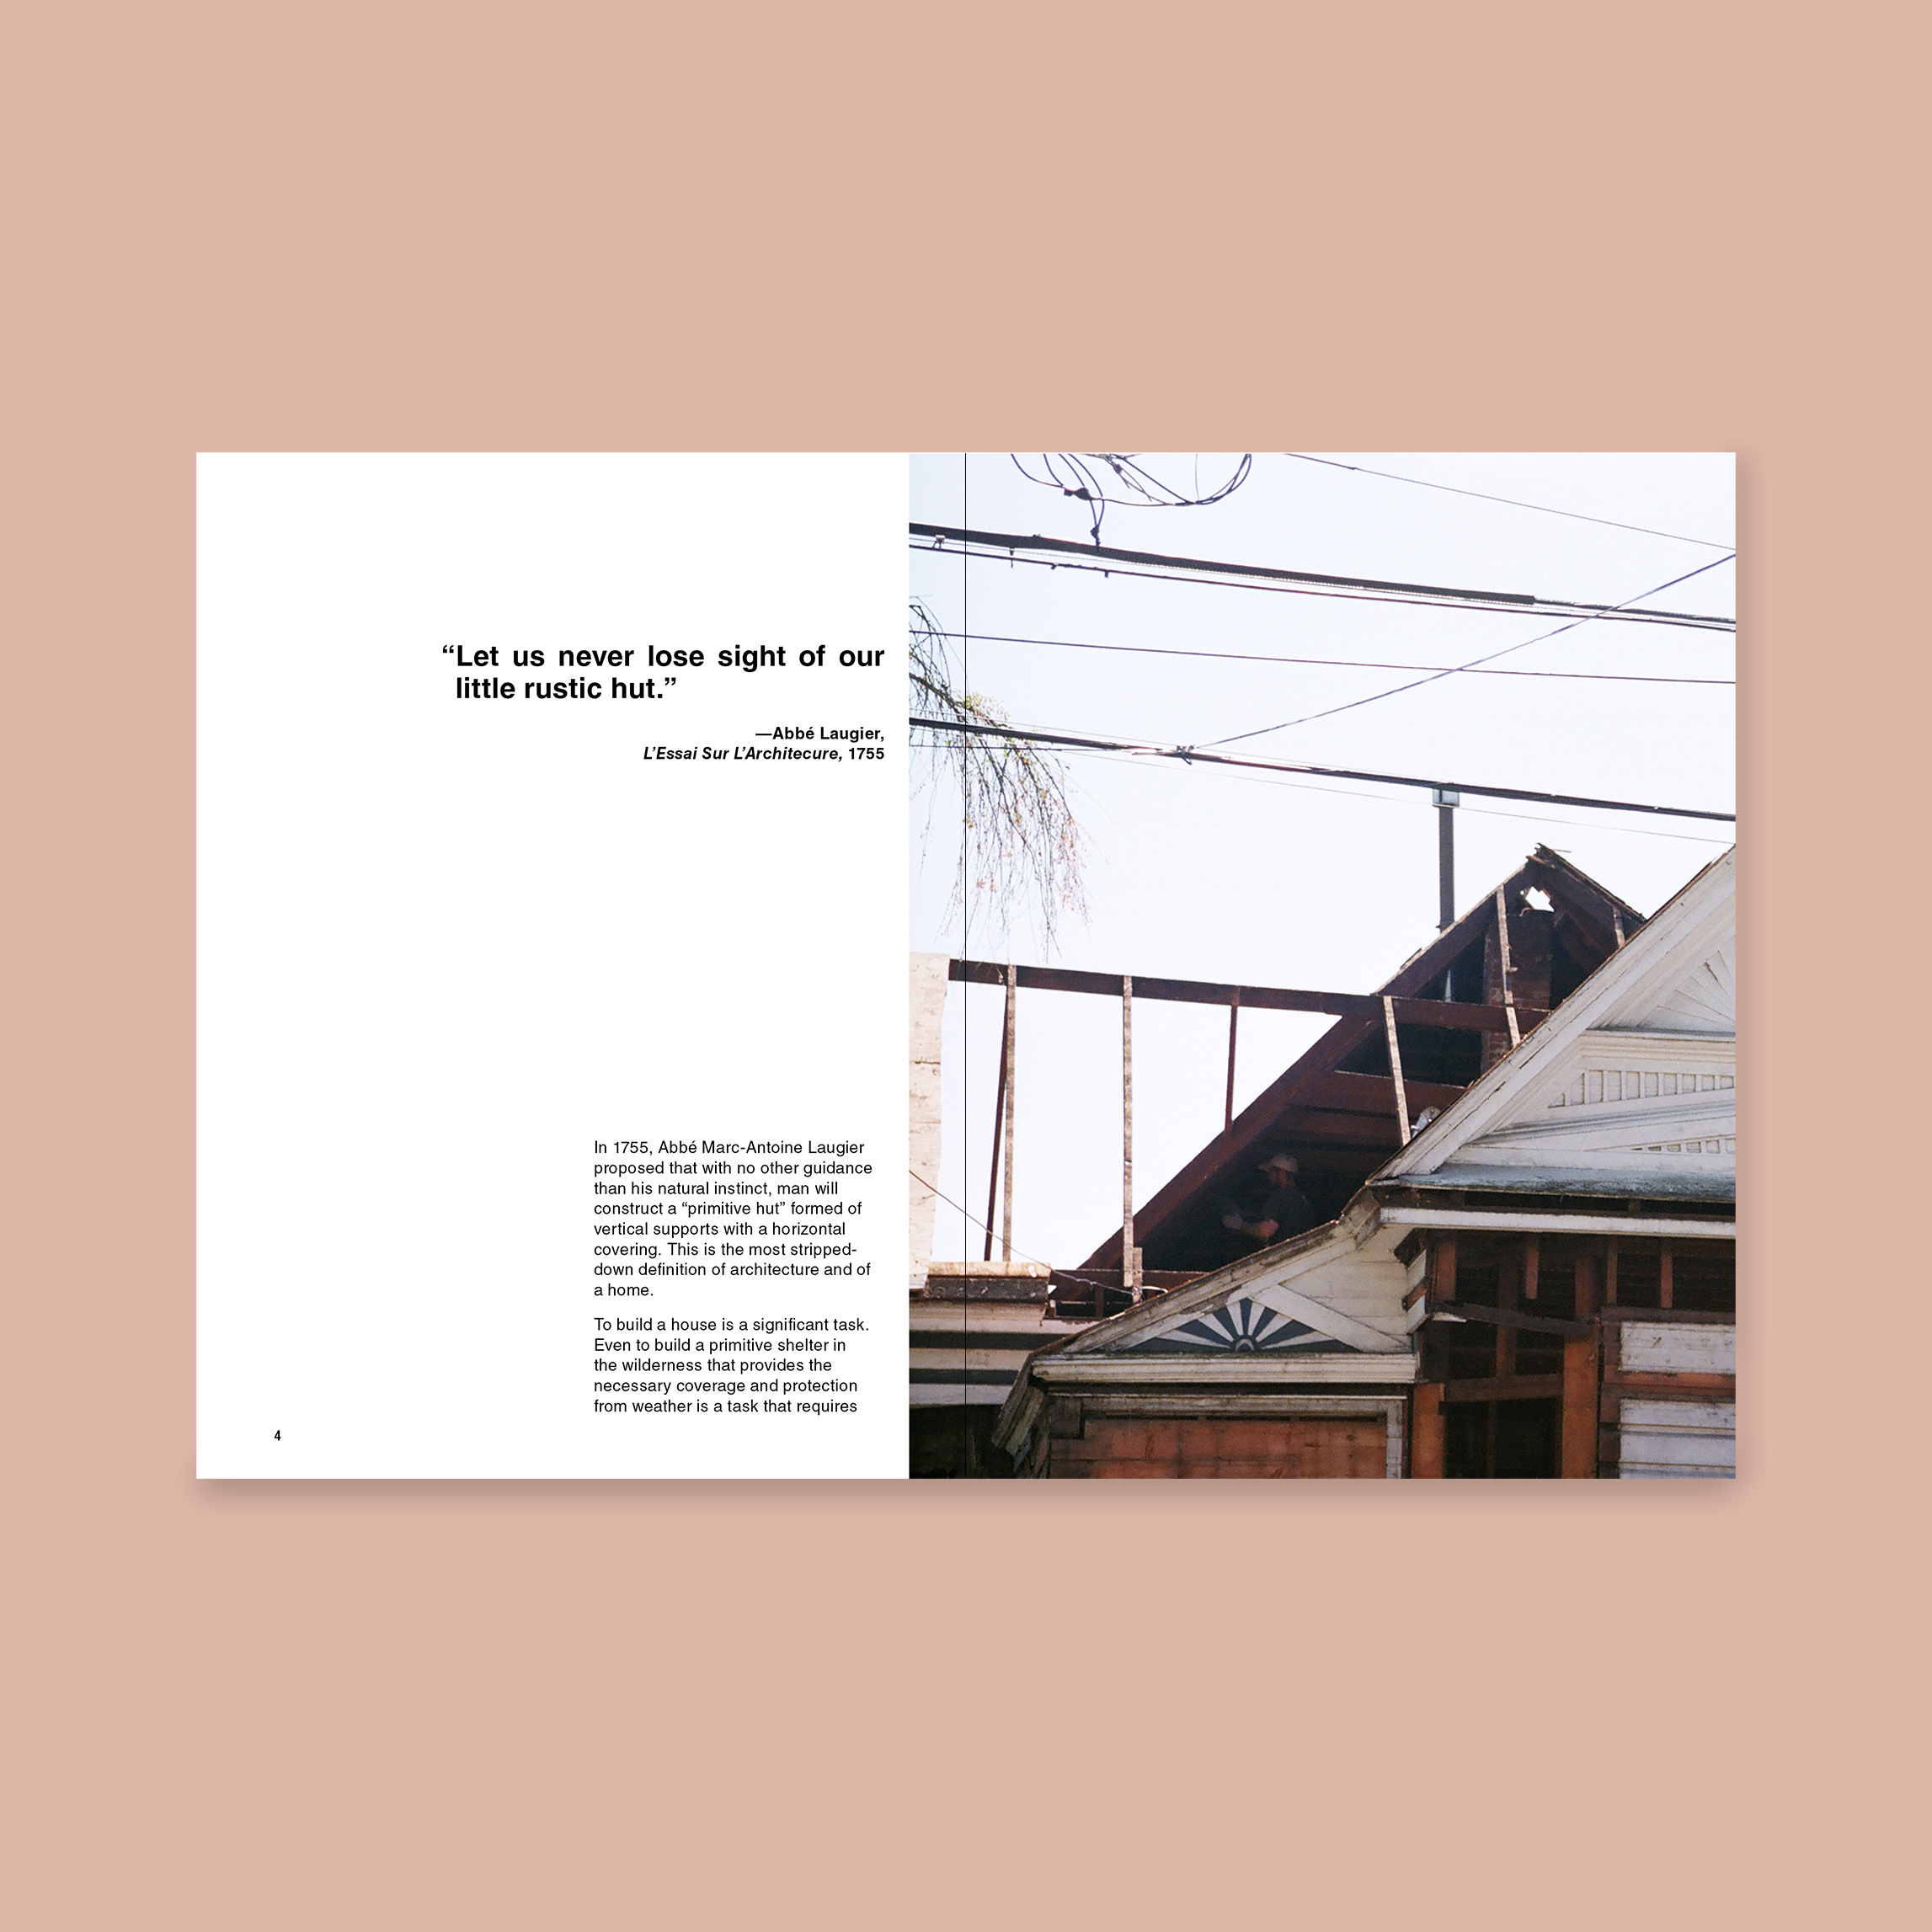 “Let us never lose sight of our
little rustic hut.”
—Abbé Laugier,
L’Essai Sur L’Architecure, 1755
In 1755, Abbé Marc-Antoine Laugier
proposed that with no other guidance
than his natural instinct, man will
construct a “primitive hut” formed of
vertical supports with a horizontal
covering. This is the most stripped-
down definition of architecture and of
a home.
To build a house is a significant task.
Even to build a primitive shelter in
the wilderness that provides the
necessary coverage and protection
from weather is a task that requires
4